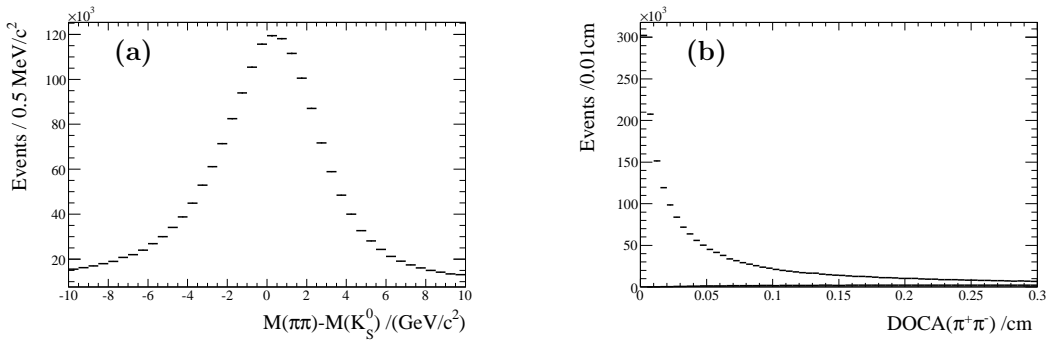 ×10³
(a)
120
100
80
60
40
20
-10 -8 -6 -4 -2 0 2 4 6 8 10
Events / 0.5 MeV/c²
M(ππ)-M(K⁰_S) /(GeV/c²)
×10³
(b)
300
250
200
150
100
50
0
0 0.05 0.1 0.15 0.2 0.25 0.3
Events /0.01cm
DOCA(π⁺π⁻) /cm